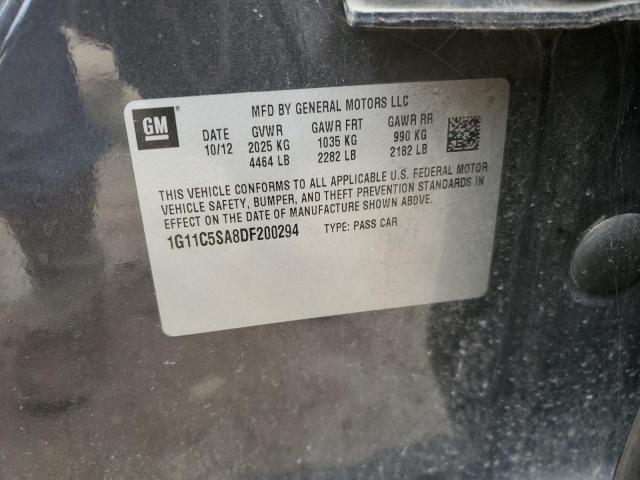 GM
MFD BY GENERAL MOTORS LLC
DATE GVWR GAWR FRT GAWR RR
10/12 2025 KG 1035 KG 990 KG
4464 LB 2282 LB 2182 LB
THIS VEHICLE CONFORMS TO ALL APPLICABLE U.S. FEDERAL MOTOR
VEHICLE SAFETY, BUMPER, AND THEFT PREVENTION STANDARDS IN
EFFECT ON THE DATE OF MANUFACTURE SHOWN ABOVE.
1G11C5SA8DF200294 TYPE: PASS CAR